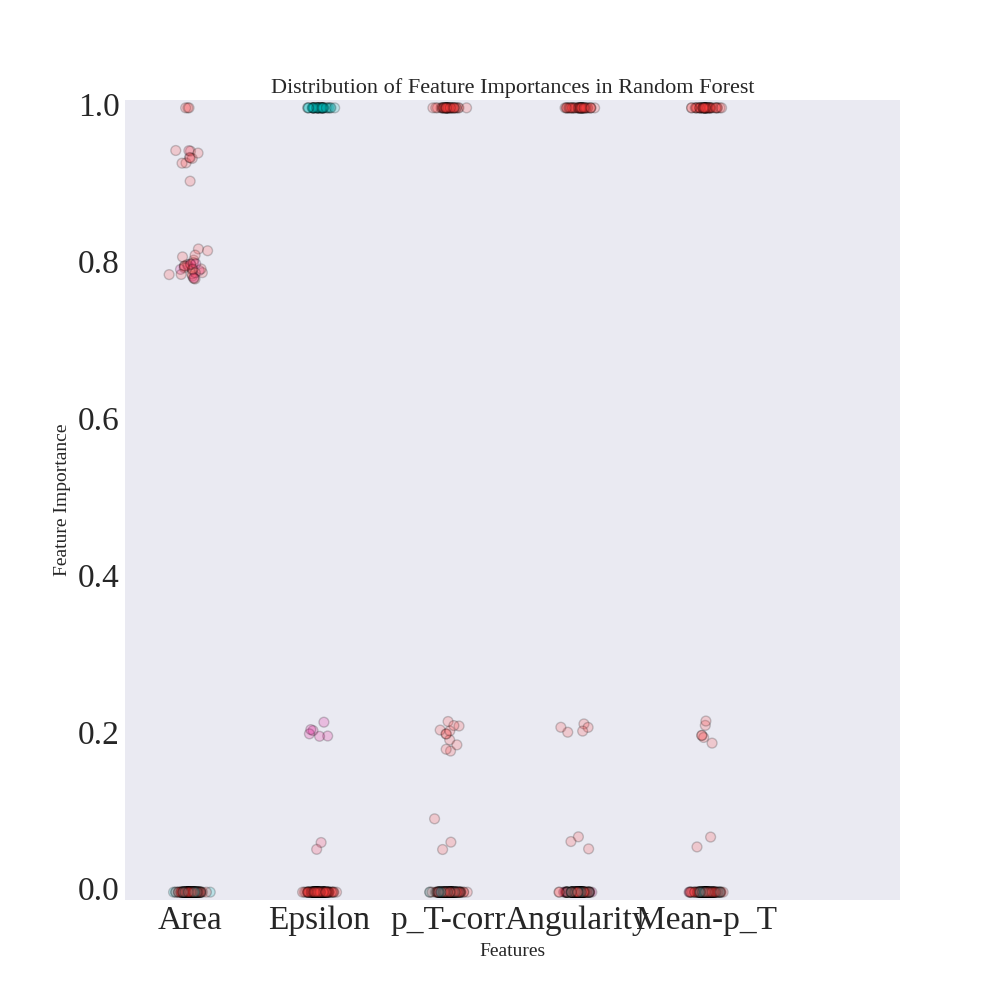 Distribution of Feature Importances in Random Forest
1.0
0.8
0.6
0.4
0.2
0.0
Feature Importance
Area Epsilon p_T-corr Angularity Mean-p_T
Features